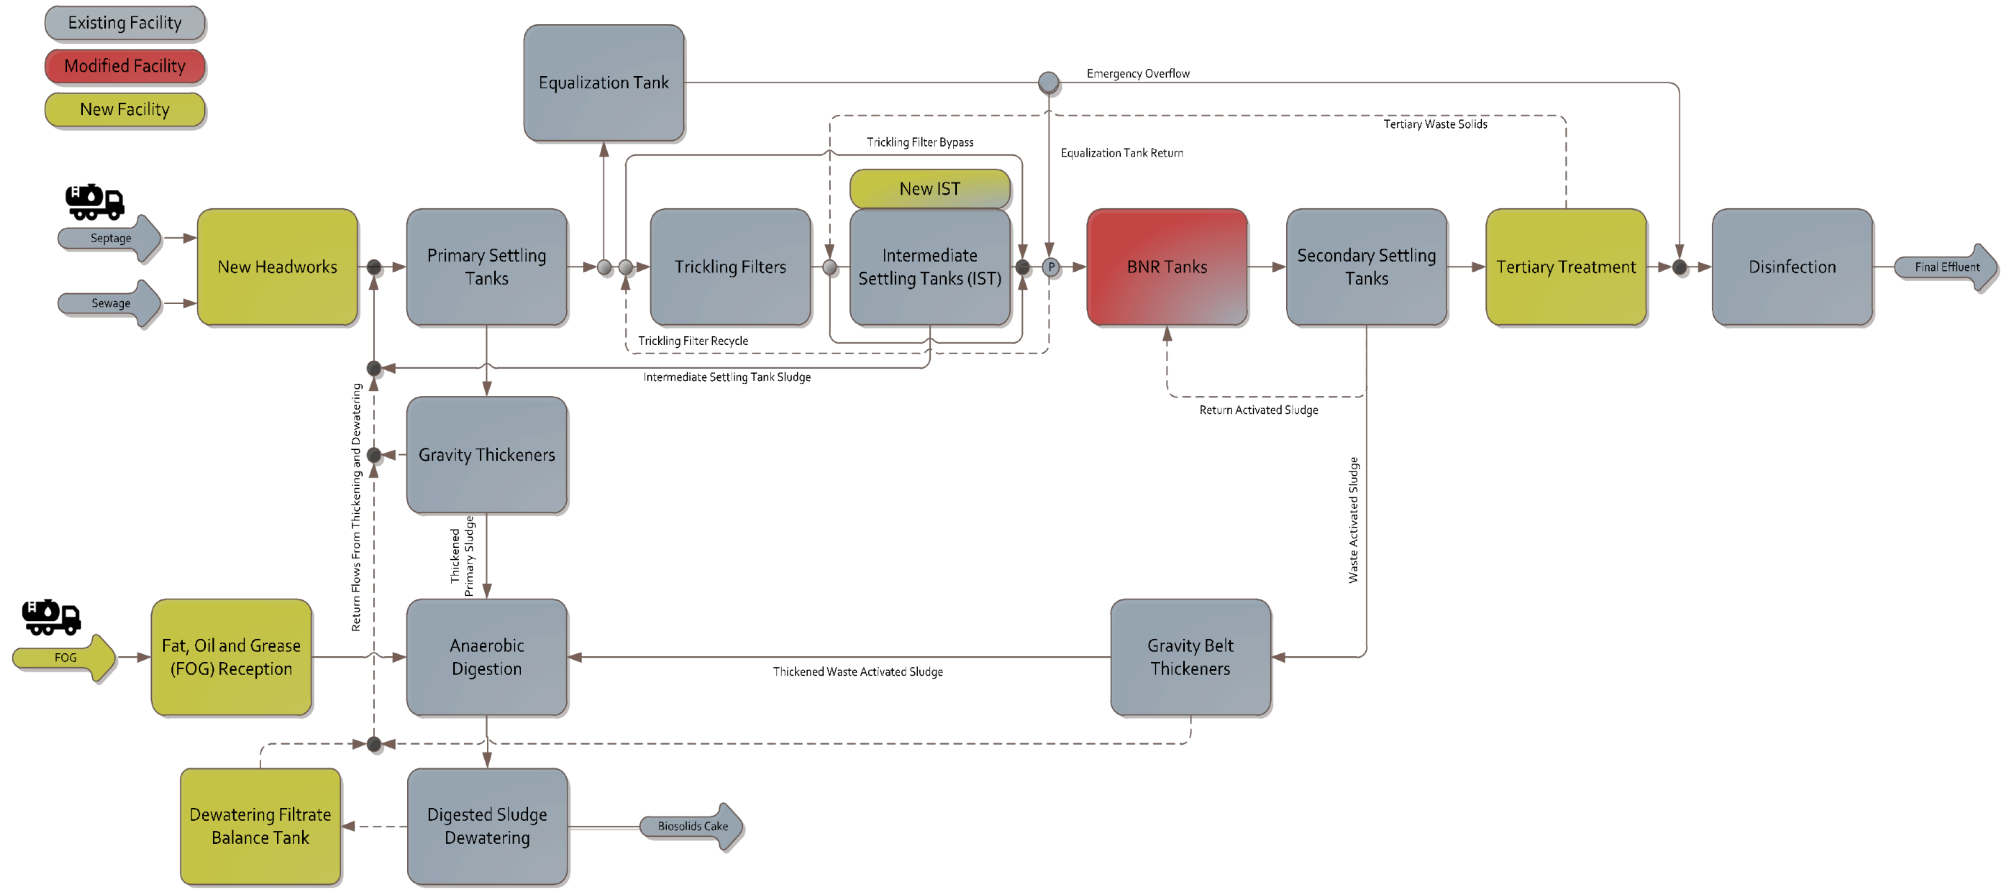 Existing Facility
Modified Facility
New Facility
Equalization Tank
Emergency Overflow
Tertiary Waste Solids
Trickling Filter Bypass
Equalization Tank Return
New IST
Septage
Sewage
New Headworks
Primary Settling
Tanks
Trickling Filters
Intermediate
Settling Tanks (IST)
P
BNR Tanks
Secondary Settling
Tanks
Tertiary Treatment
Disinfection
Final Effluent
Trickling Filter Recycle
Intermediate Settling Tank Sludge
Return Activated Sludge
Return Flows From Thickening and Dewatering
Gravity Thickeners
Waste Activated Sludge
Thickened
Primary Sludge
FOG
Fat, Oil and Grease
(FOG) Reception
Anaerobic
Digestion
Thickened Waste Activated Sludge
Gravity Belt
Thickeners
Dewatering Filtrate
Balance Tank
Digested Sludge
Dewatering
Biosolids Cake